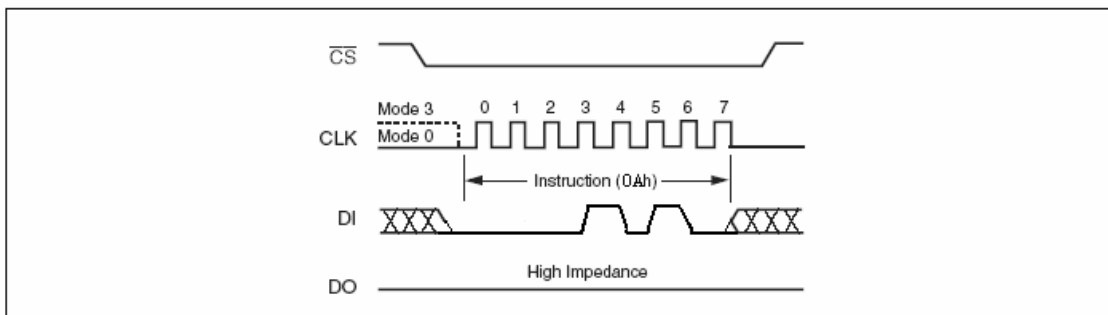 CS
Mode 3
0 1 2 3 4 5 6 7
CLK
Mode 0
Instruction (0Ah)
DI
High Impedance
DO